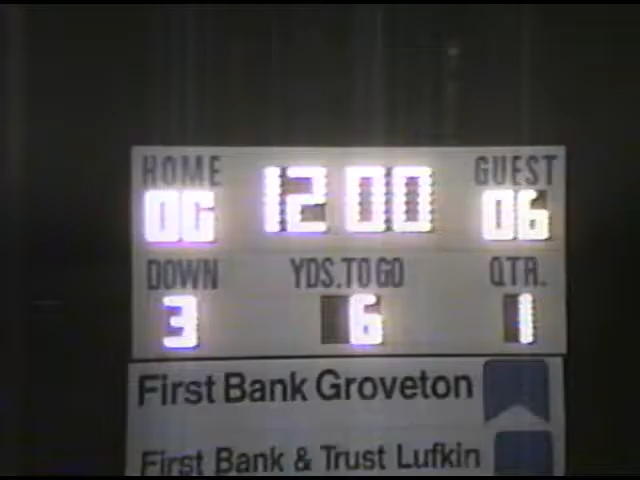 HOME 12 00 GUEST
06 06
DOWN YDS.TO GO QTR.
3 6 1
First Bank Groveton
First Bank & Trust Lufkin